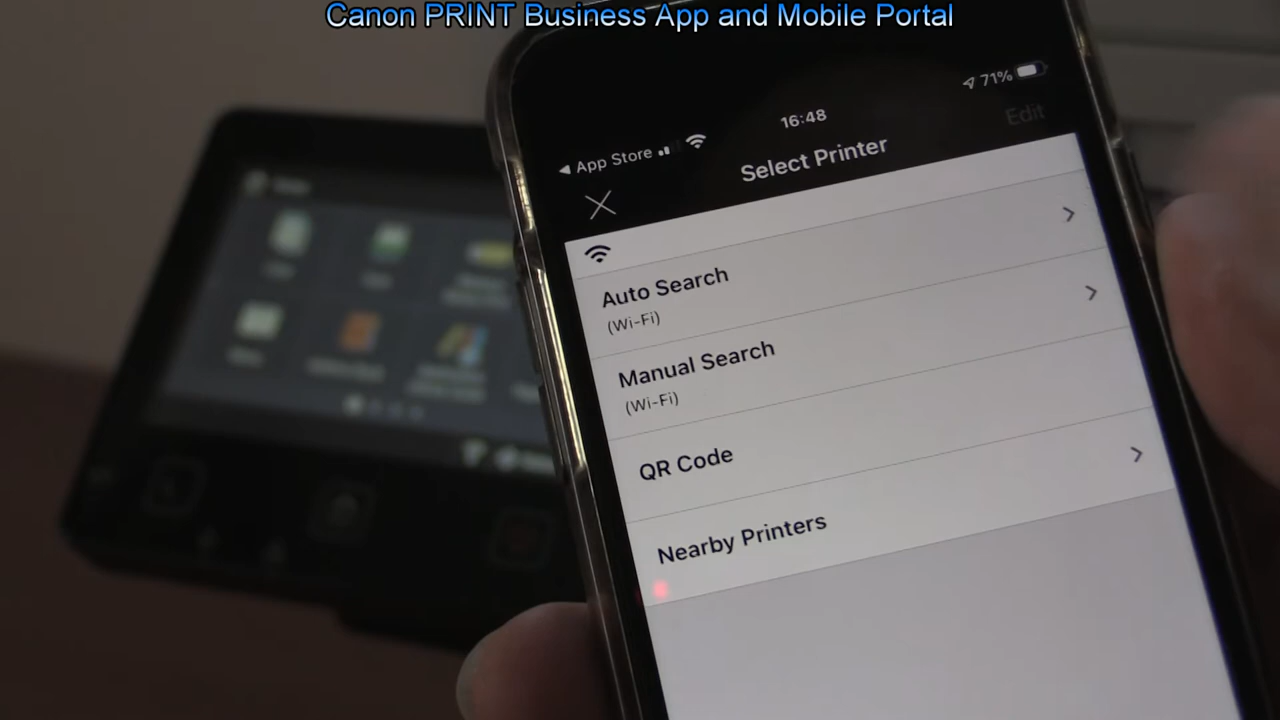 Canon PRINT Business App and Mobile Portal
71%
16:48
App Store
Edit
Select Printer
Auto Search
(Wi-Fi)
Manual Search
(Wi-Fi)
QR Code
Nearby Printers